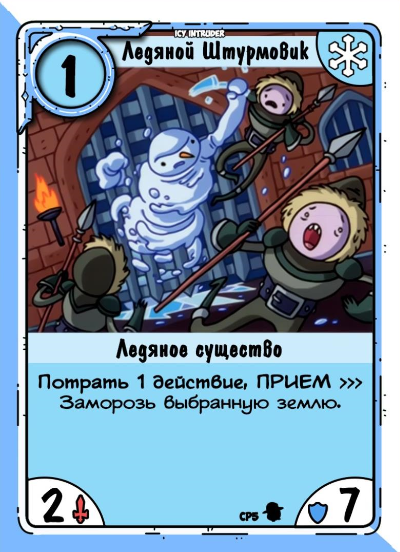 ICY INTRUDER
1 Ледяной Штурмовик
Ледяное существо
Потрать 1 действие, ПРИЕМ >>>
Заморозь выбранную землю.
2 CP5 7